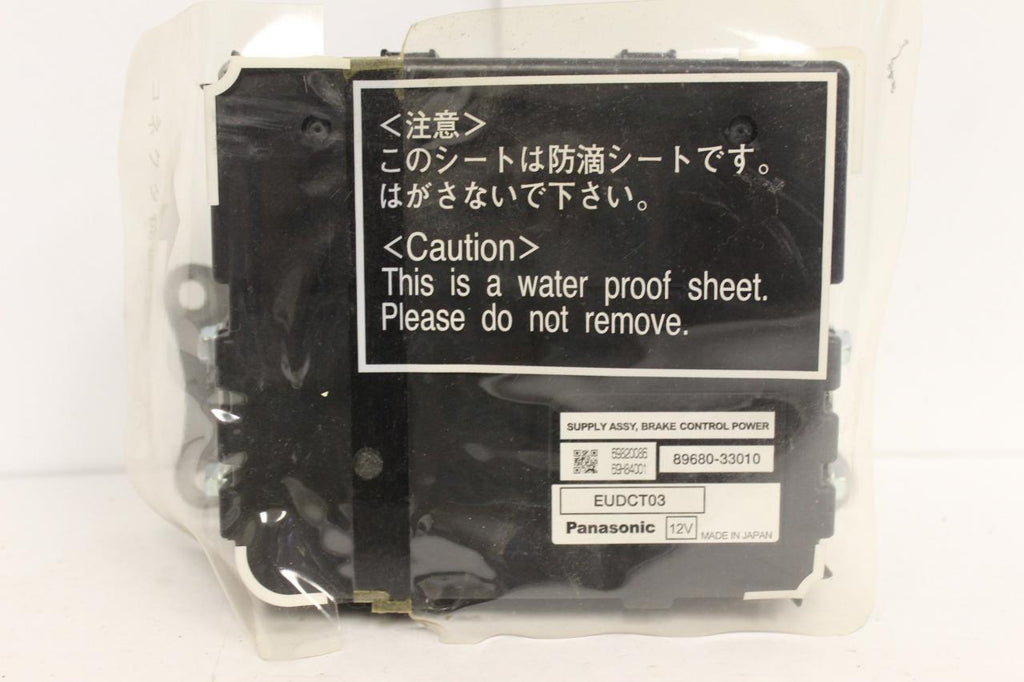 <注意>
このシートは防滴シートです。
はがさないで下さい。
<Caution>
This is a water proof sheet.
Please do not remove.
SUPPLY ASSY, BRAKE CONTROL POWER
69820086
69H84001
89680-33010
EUDCT03
Panasonic 12V MADE IN JAPAN